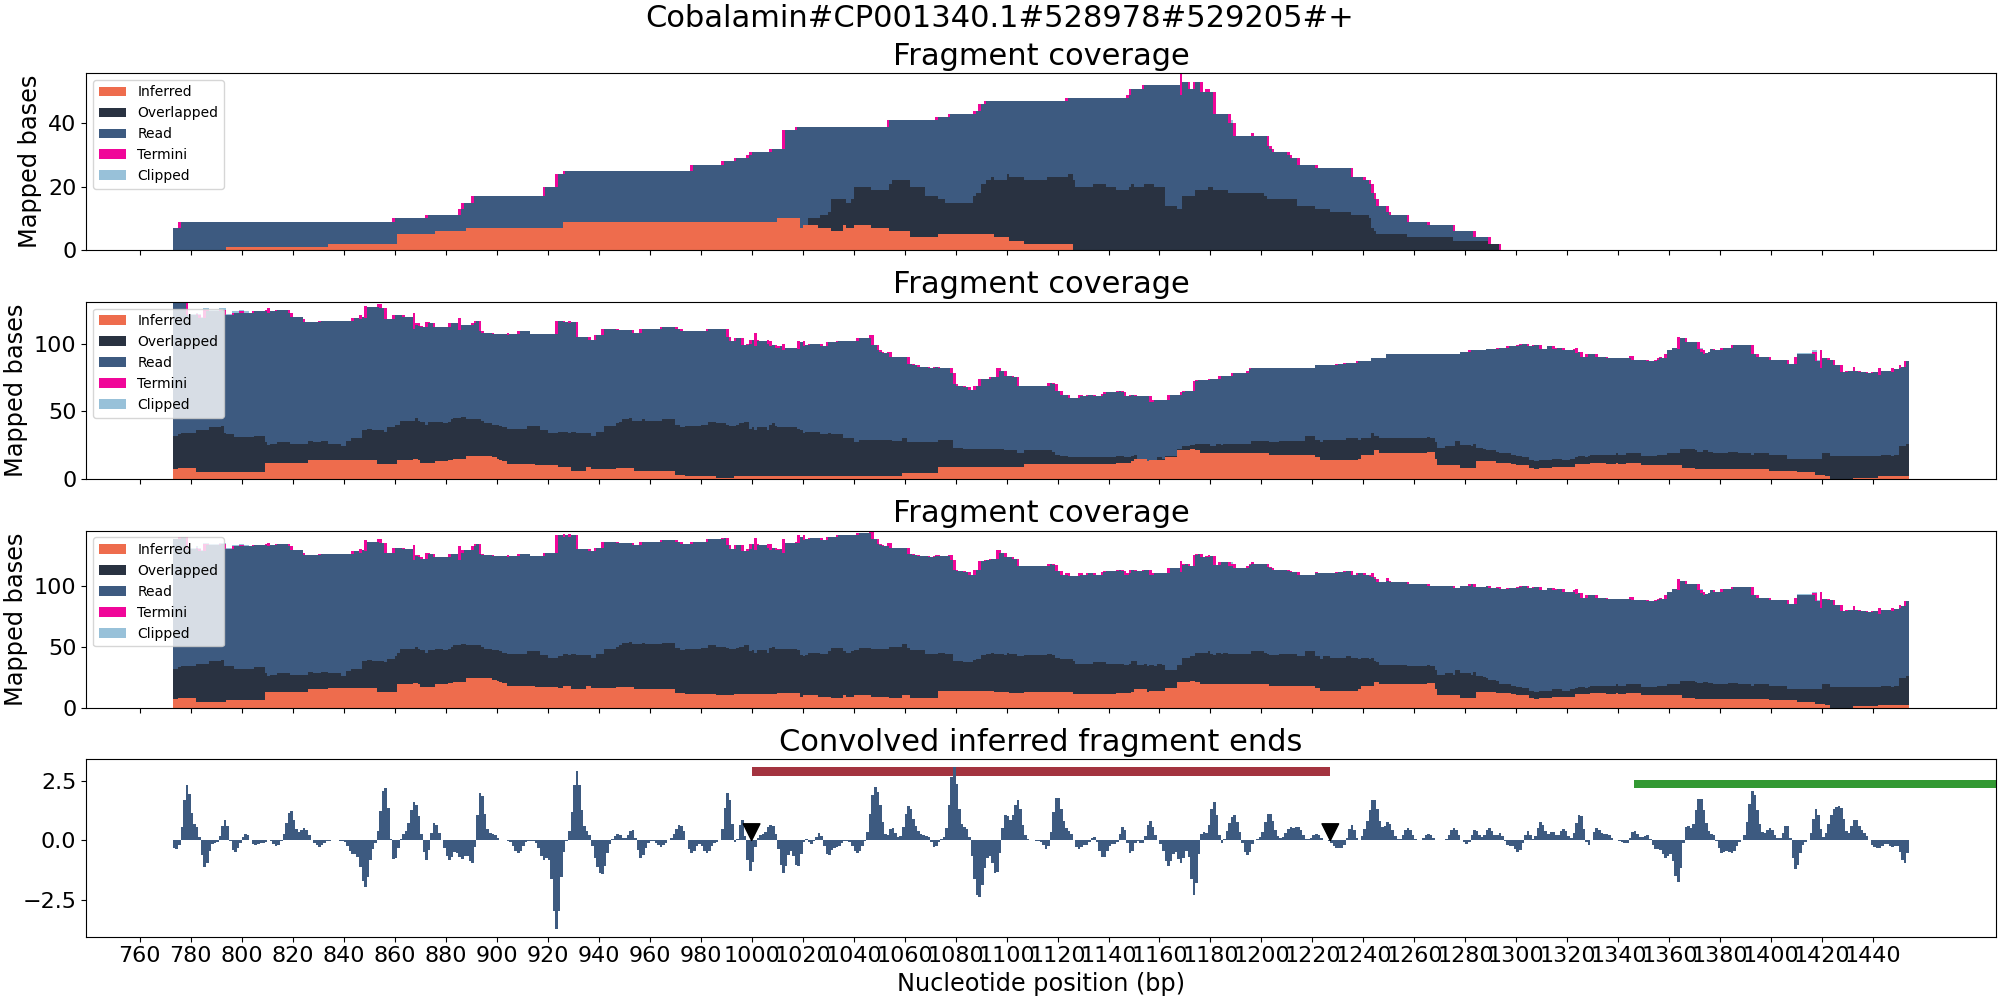 Cobalamin#CP001340.1#528978#529205#+
Fragment coverage
Mapped bases
40
20
0
Inferred
Overlapped
Read
Termini
Clipped
Fragment coverage
Mapped bases
100
50
0
Inferred
Overlapped
Read
Termini
Clipped
Fragment coverage
Mapped bases
100
50
0
Inferred
Overlapped
Read
Termini
Clipped
Convolved inferred fragment ends
2.5
0.0
−2.5
760 780 800 820 840 860 880 900 920 940 960 980 1000 1020 1040 1060 1080 1100 1120 1140 1160 1180 1200 1220 1240 1260 1280 1300 1320 1340 1360 1380 1400 1420 1440
Nucleotide position (bp)